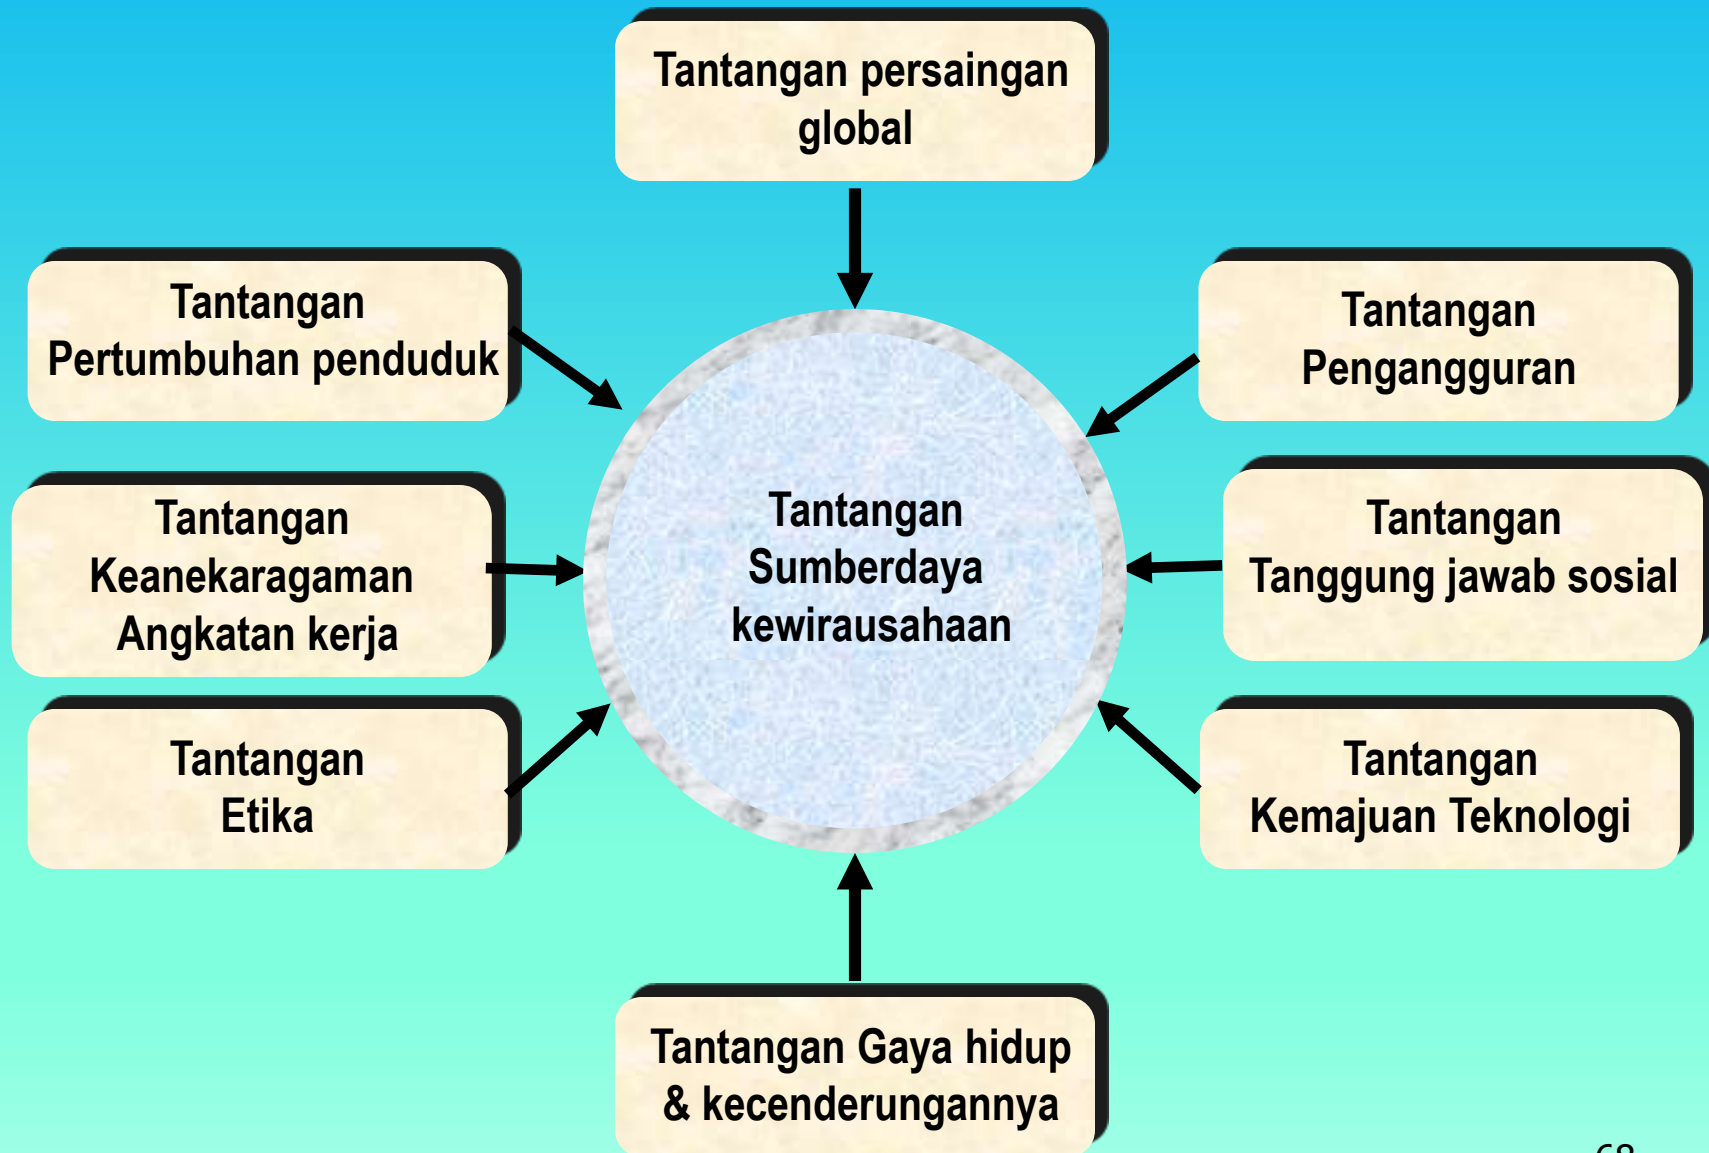 Tantangan persaingan
global
Tantangan
Pertumbuhan penduduk
Tantangan
Pengangguran
Tantangan
Keanekaragaman
Angkatan kerja
Tantangan
Sumberdaya
kewirausahaan
Tantangan
Tanggung jawab sosial
Tantangan
Etika
Tantangan
Kemajuan Teknologi
Tantangan Gaya hidup
& kecenderungannya